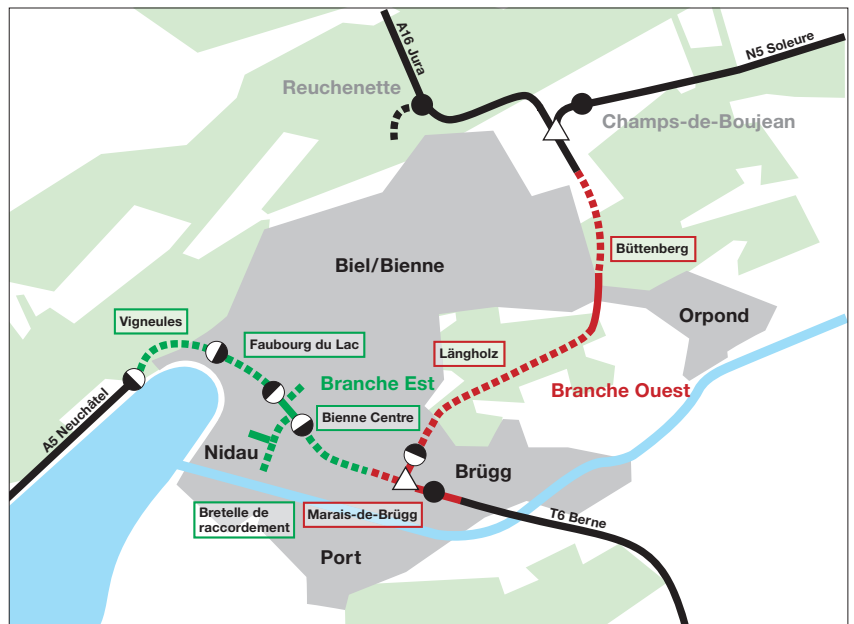 A16 Jura
N5 Soleure
Reuchenette
Champs-de-Boujean
Büttenberg
Biel/Bienne
Orpond
Vigneules
Faubourg du Lac
Längholz
Branche Est
Branche Ouest
A5 Neuchâtel
Bienne Centre
Nidau
Brügg
Bretelle de
raccordement
Marais-de-Brügg
T6 Berne
Port